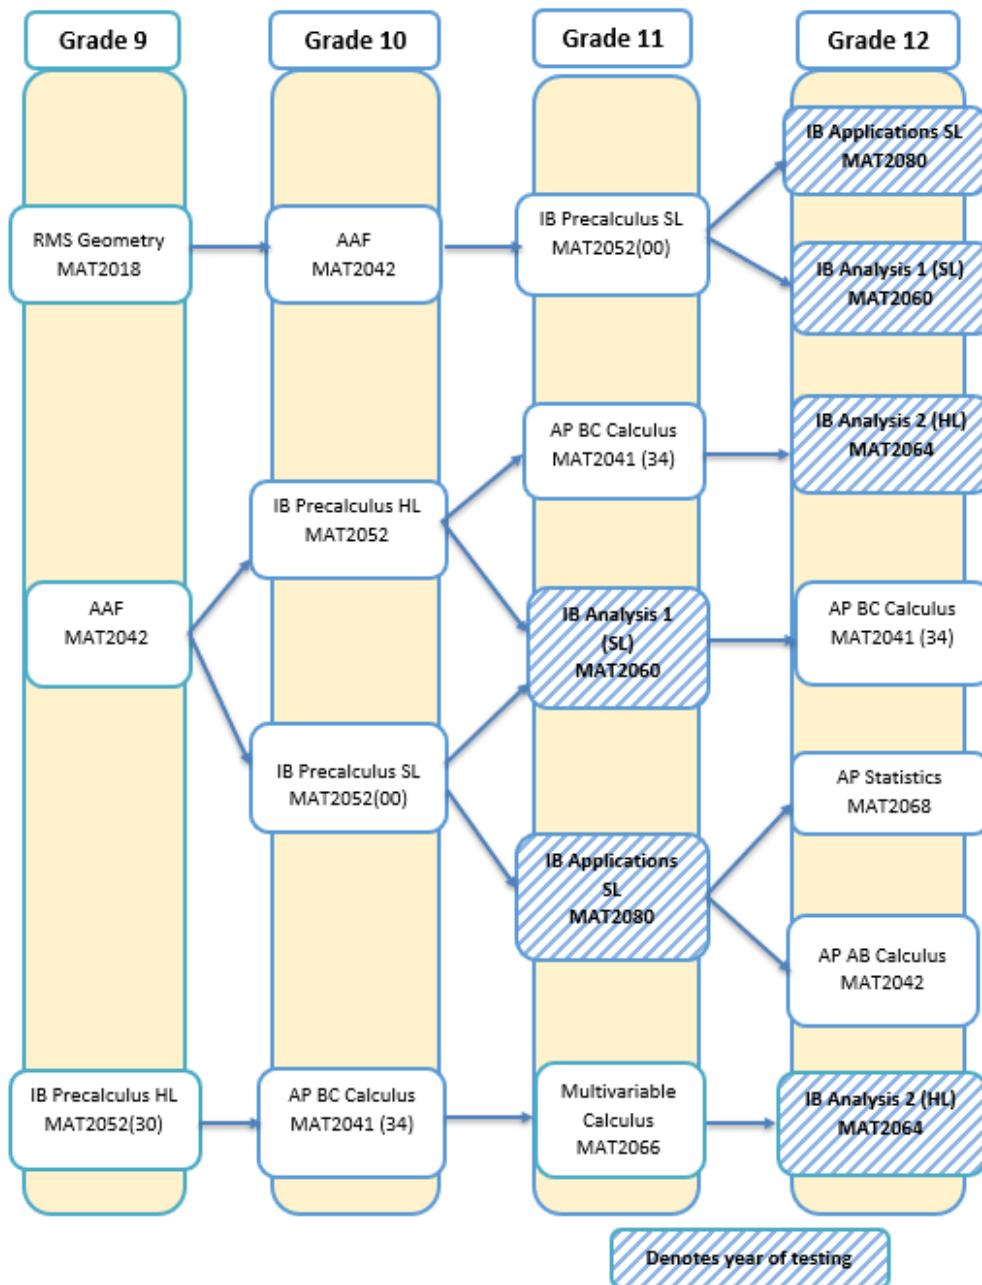 Grade 9
Grade 10
Grade 11
Grade 12
IB Applications SL
MAT2080
RMS Geometry
MAT2018
AAF
MAT2042
IB Precalculus SL
MAT2052(00)
IB Analysis 1 (SL)
MAT2060
AP BC Calculus
MAT2041 (34)
IB Analysis 2 (HL)
MAT2064
IB Precalculus HL
MAT2052
AAF
MAT2042
IB Analysis 1
(SL)
MAT2060
AP BC Calculus
MAT2041 (34)
IB Precalculus SL
MAT2052(00)
AP Statistics
MAT2068
IB Applications
SL
MAT2080
AP AB Calculus
MAT2042
IB Precalculus HL
MAT2052(30)
AP BC Calculus
MAT2041 (34)
Multivariable
Calculus
MAT2066
IB Analysis 2 (HL)
MAT2064
Denotes year of testing